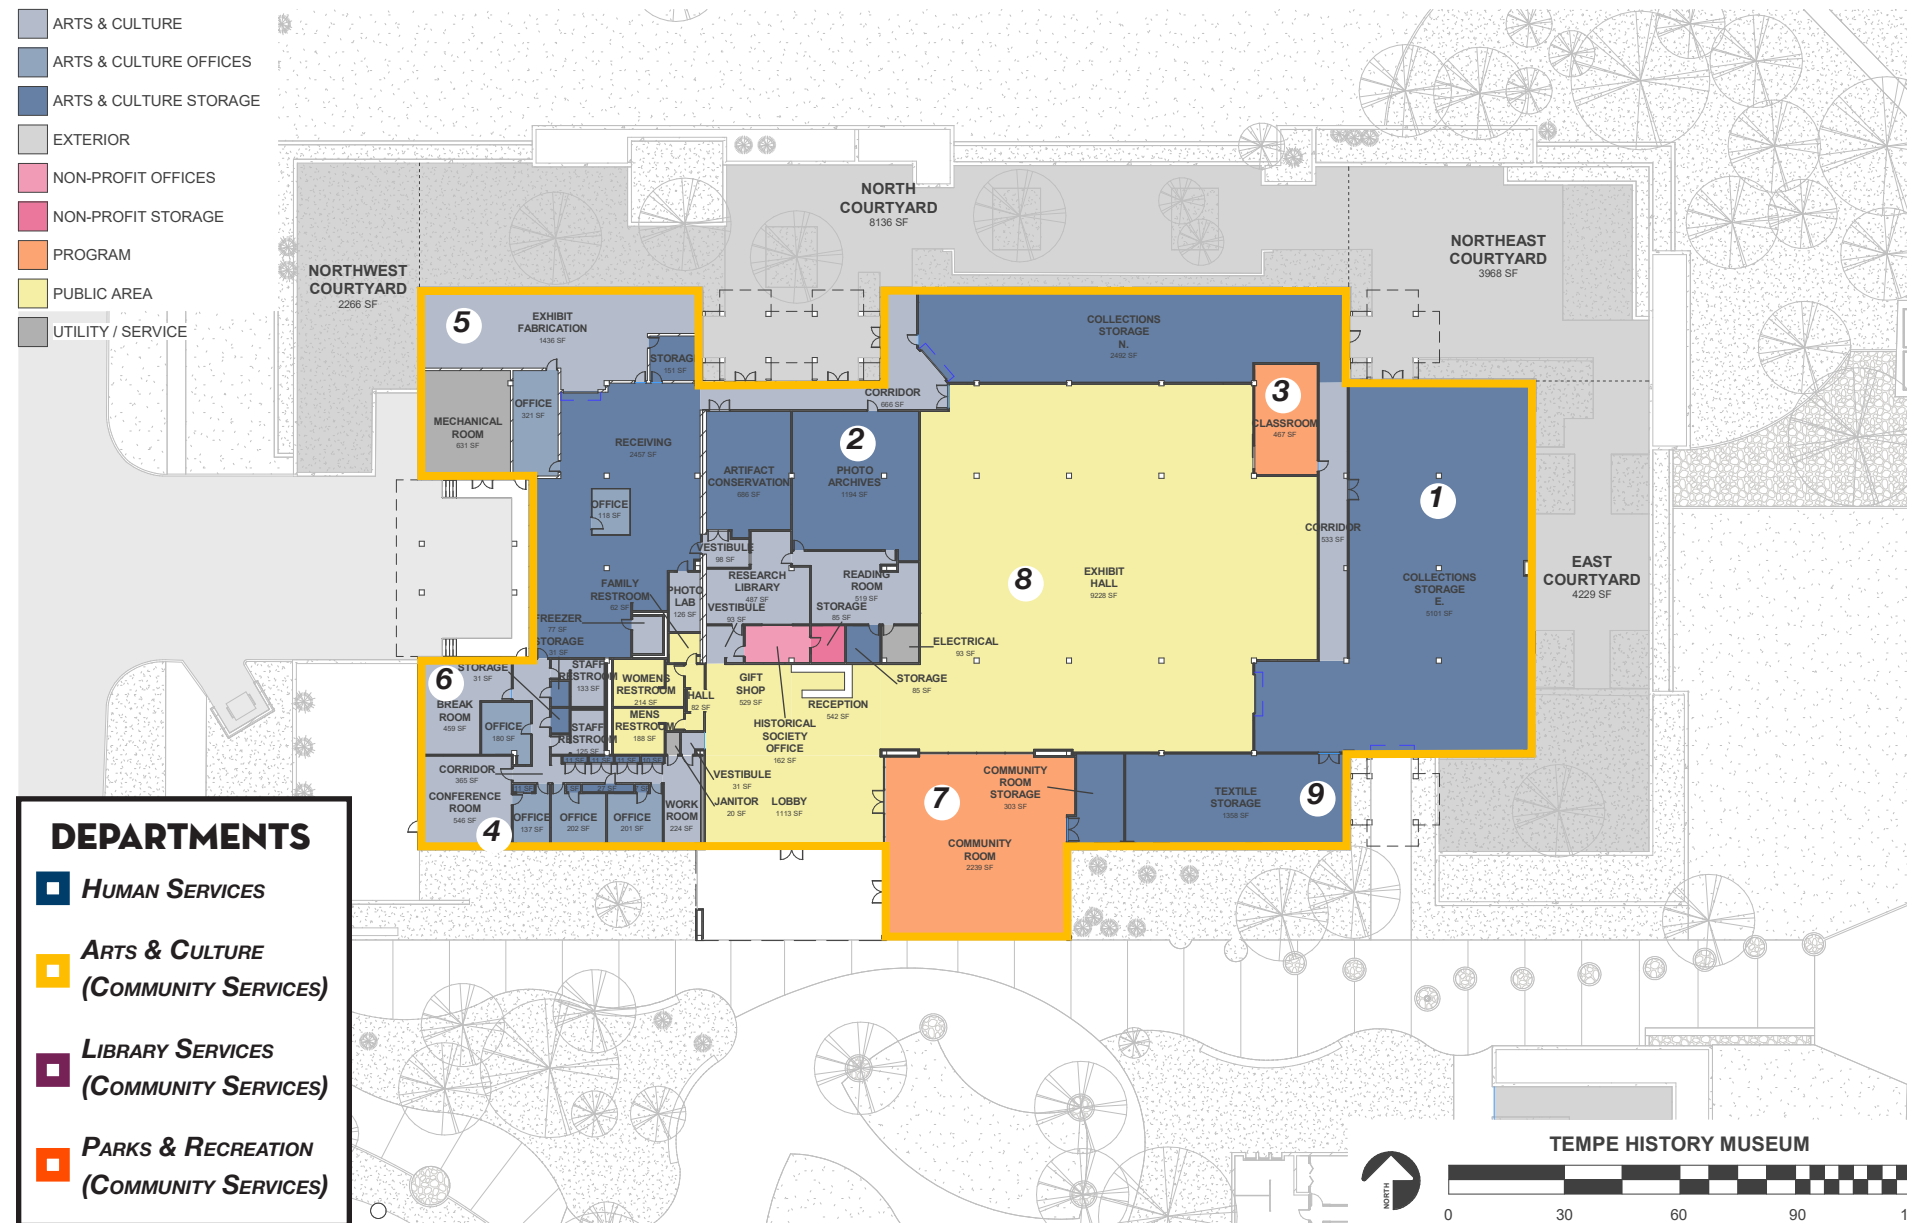 ARTS & CULTURE
ARTS & CULTURE OFFICES
ARTS & CULTURE STORAGE
EXTERIOR
NON-PROFIT OFFICES
NON-PROFIT STORAGE
PROGRAM
PUBLIC AREA
UTILITY / SERVICE
NORTHWEST
COURTYARD
2266 SF
NORTH
COURTYARD
8136 SF
NORTHEAST
COURTYARD
3968 SF
EAST
COURTYARD
4229 SF
5
EXHIBIT
FABRICATION
1436 SF
STORAG
151 SF
COLLECTIONS
STORAGE
N.
2492 SF
MECHANICAL
ROOM
631 SF
OFFICE
321 SF
CORRIDOR
666 SF
3
CLASSROOM
467 SF
RECEIVING
2457 SF
2
PHOTO
ARCHIVES
1194 SF
ARTIFACT
CONSERVATION
686 SF
OFFICE
118 SF
1
COLLECTIONS
STORAGE
E.
5101 SF
CORRIDOR
533 SF
VESTIBULE
98 SF
RESEARCH
LIBRARY
487 SF
READING
ROOM
519 SF
8
EXHIBIT
HALL
9228 SF
FAMILY
RESTROOM
62 SF
PHOTO
LAB
126 SF
VESTIBULE
93 SF
STORAGE
85 SF
FREEZER
77 SF
STORAGE
31 SF
ELECTRICAL
93 SF
STORAGE
85 SF
6
STORAGE
31 SF
BREAK
ROOM
459 SF
STAFF
RESTROOM
133 SF
WOMENS
RESTROOM
214 SF
HALL
82 SF
GIFT
SHOP
529 SF
RECEPTION
542 SF
OFFICE
180 SF
STAFF
RESTROOM
125 SF
MENS
RESTROOM
188 SF
HISTORICAL
SOCIETY
OFFICE
162 SF
CORRIDOR
365 SF
VESTIBULE
31 SF
JANITOR
20 SF
LOBBY
1113 SF
CONFERENCE
ROOM
546 SF
4
OFFICE
137 SF
OFFICE
202 SF
OFFICE
201 SF
WORK
ROOM
224 SF
7
COMMUNITY
ROOM
STORAGE
303 SF
COMMUNITY
ROOM
2239 SF
TEXTILE
STORAGE
1358 SF
9
DEPARTMENTS
HUMAN SERVICES
ARTS & CULTURE
(COMMUNITY SERVICES)
LIBRARY SERVICES
(COMMUNITY SERVICES)
PARKS & RECREATION
(COMMUNITY SERVICES)
NORTH
TEMPE HISTORY MUSEUM
0 30 60 90